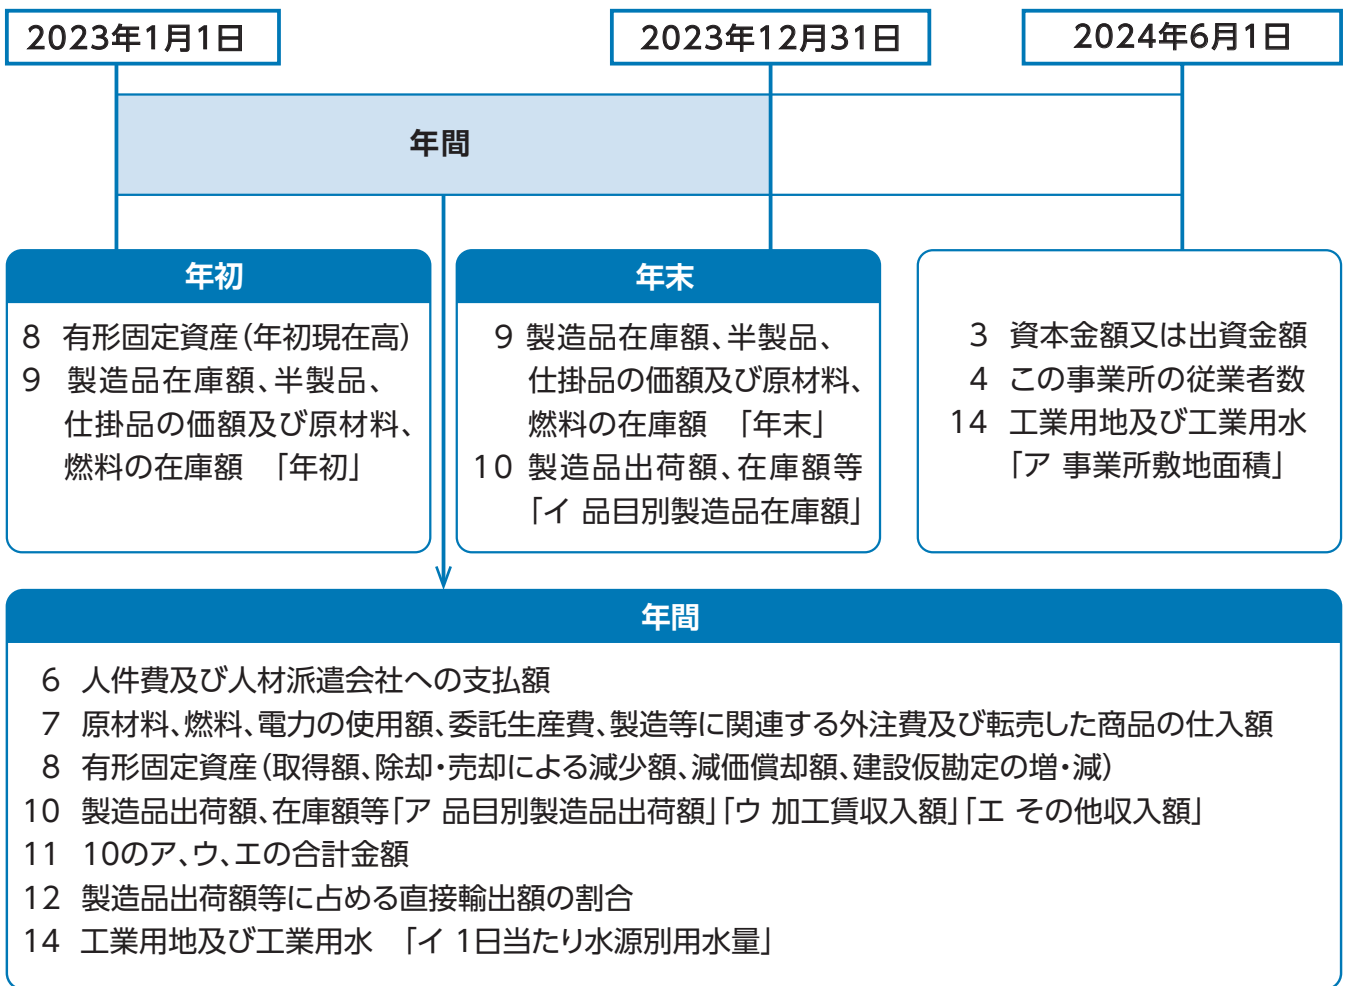 2023年1月1日
2023年12月31日
2024年6月1日
年間
年初
8 有形固定資産(年初現在高)
9 製造品在庫額、半製品、
仕掛品の価額及び原材料、
燃料の在庫額 「年初」
年末
9 製造品在庫額、半製品、
仕掛品の価額及び原材料、
燃料の在庫額 「年末」
10 製造品出荷額、在庫額等
「イ 品目別製造品在庫額」
3 資本金額又は出資金額
4 この事業所の従業者数
14 工業用地及び工業用水
「ア 事業所敷地面積」
年間
6 人件費及び人材派遣会社への支払額
7 原材料、燃料、電力の使用額、委託生産費、製造等に関連する外注費及び転売した商品の仕入額
8 有形固定資産(取得額、除却・売却による減少額、減価償却額、建設仮勘定の増・減)
10 製造品出荷額、在庫額等「ア 品目別製造品出荷額」「ウ 加工賃収入額」「エ その他収入額」
11 10のア、ウ、エの合計金額
12 製造品出荷額等に占める直接輸出額の割合
14 工業用地及び工業用水 「イ 1日当たり水源別用水量」